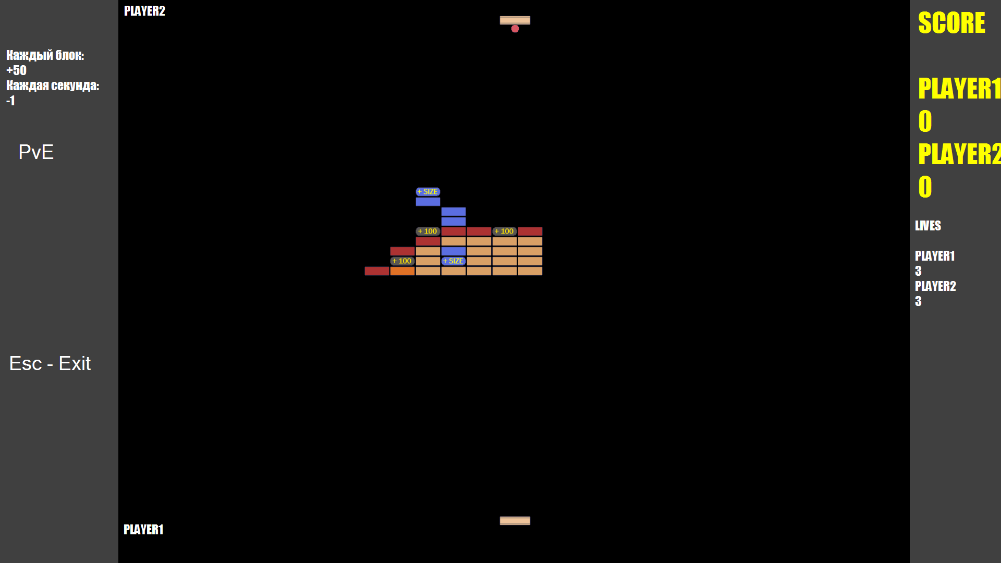 PLAYER2
Каждый блок:
+50
Каждая секунда:
-1
PvE
Esc - Exit
+ SIZE
+ 100
+ 100
+ 100
+ SIZE
PLAYER1
SCORE
PLAYER1
0
PLAYER2
0
LIVES
PLAYER1
3
PLAYER2
3